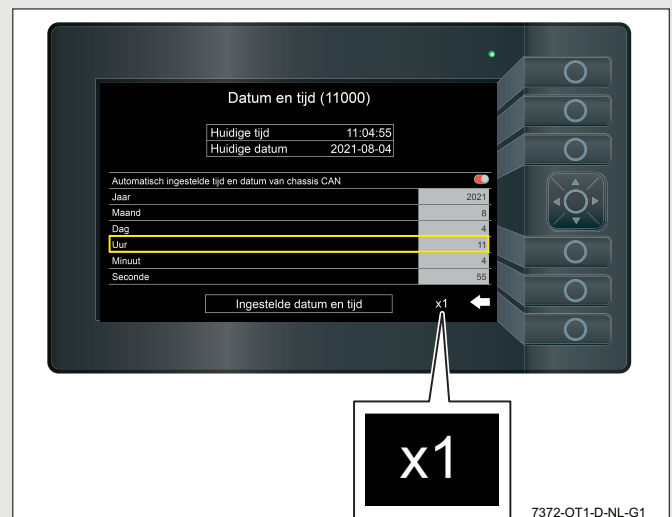 Datum en tijd (11000)
Huidige tijd 11:04:55
Huidige datum 2021-08-04
Automatisch ingestelde tijd en datum van chassis CAN
Jaar 2021
Maand 8
Dag 4
Uur 11
Minuut 4
Seconde 55
Ingestelde datum en tijd x1
x1
7372-OT1-D-NL-G1